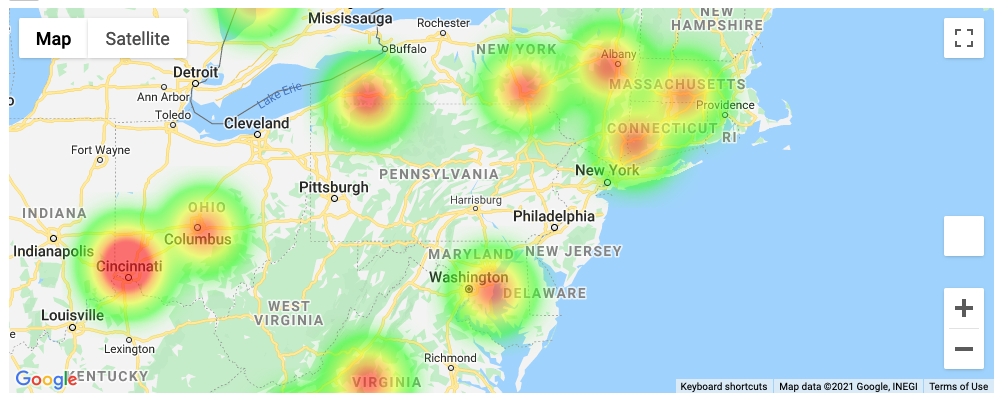 Map
Satellite
Mississauga
Rochester
NEW
HAMPSHIRE
Buffalo
NEW YORK
Albany
Detroit
MASSACHUSETTS
Ann Arbor
Lake Erie
Providence
Toledo
Cleveland
CONNECTICUT
RI
Fort Wayne
New York
PENNSYLVANIA
Pittsburgh
Harrisburg
INDIANA
OHIO
Philadelphia
Columbus
Indianapolis
MARYLAND
NEW JERSEY
Cincinnati
Washington
DELAWARE
WEST
VIRGINIA
Louisville
Lexington
Richmond
Google
KENTUCKY
VIRGINIA
Keyboard shortcuts
Map data ©2021 Google, INEGI
Terms of Use